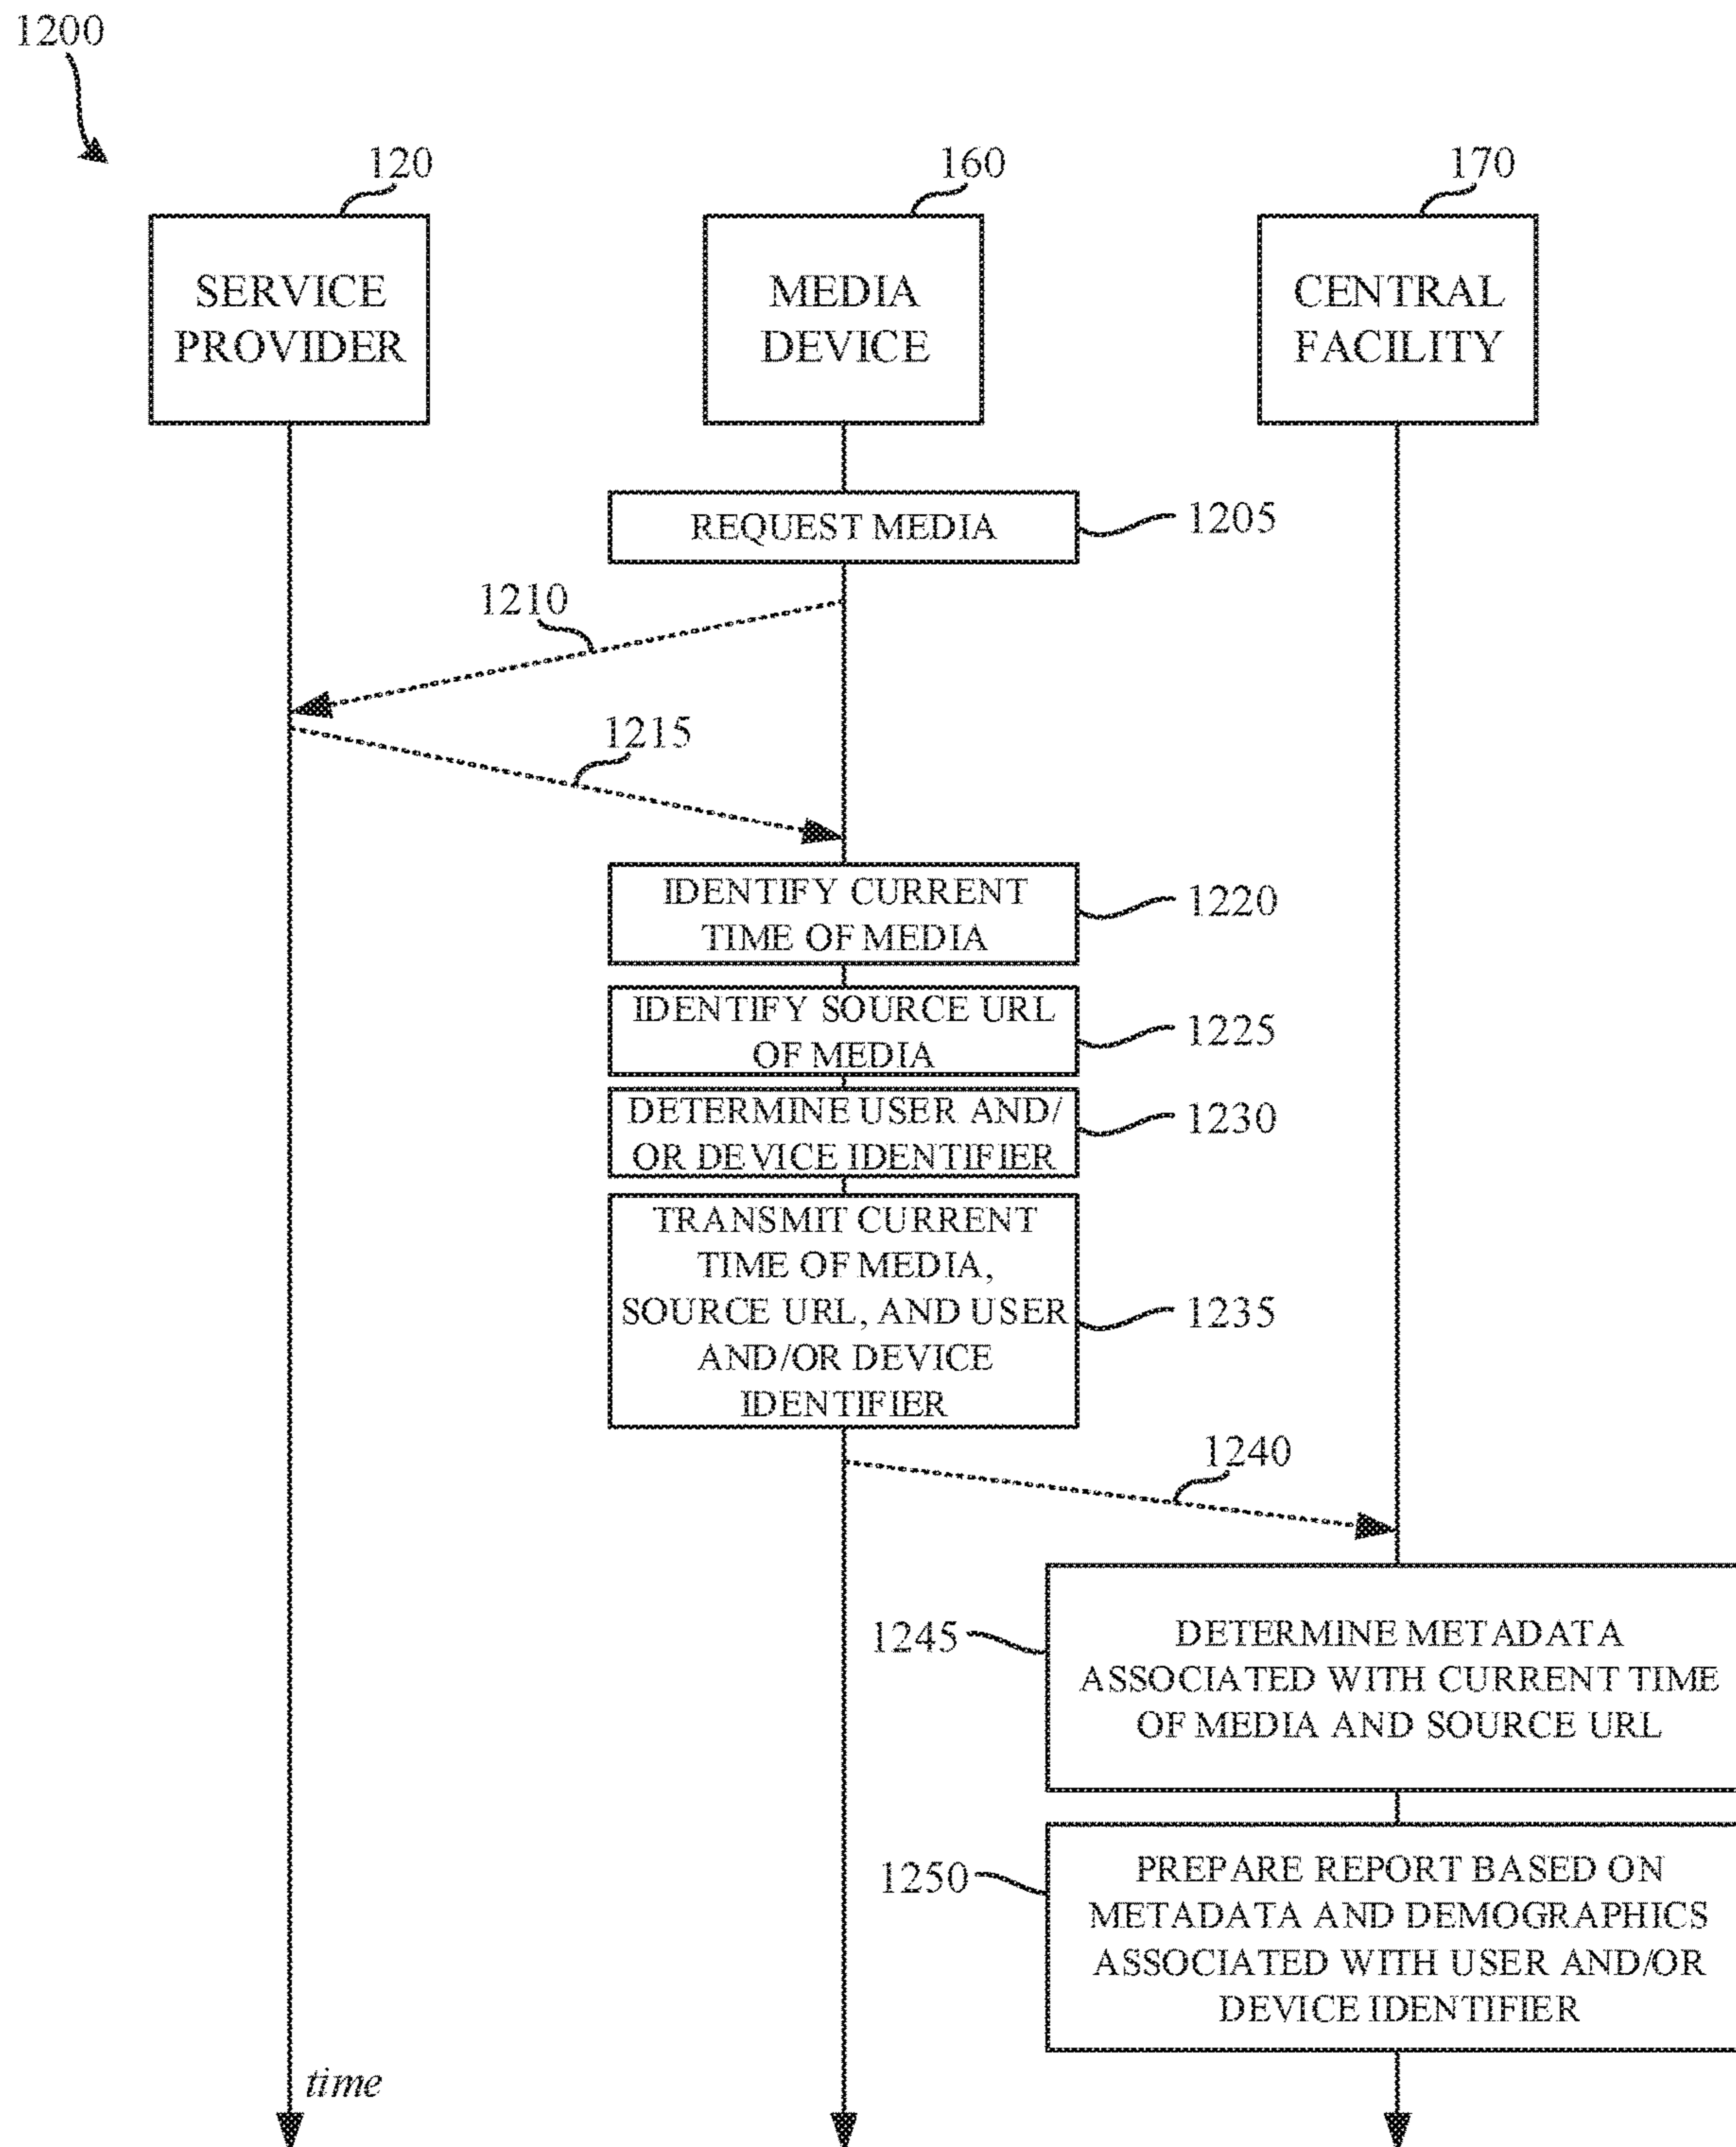 1200
120
160
170
SERVICE
PROVIDER
MEDIA
DEVICE
CENTRAL
FACILITY
REQUEST MEDIA
1205
1210
1215
IDENTIFY CURRENT
TIME OF MEDIA
1220
IDENTIFY SOURCE URL
OF MEDIA
1225
DETERMINE USER AND/
OR DEVICE IDENTIFIER
1230
TRANSMIT CURRENT
TIME OF MEDIA,
SOURCE URL, AND USER
AND/OR DEVICE
IDENTIFIER
1235
1240
1245
DETERMINE METADATA
ASSOCIATED WITH CURRENT TIME
OF MEDIA AND SOURCE URL
1250
PREPARE REPORT BASED ON
METADATA AND DEMOGRAPHICS
ASSOCIATED WITH USER AND/OR
DEVICE IDENTIFIER
time